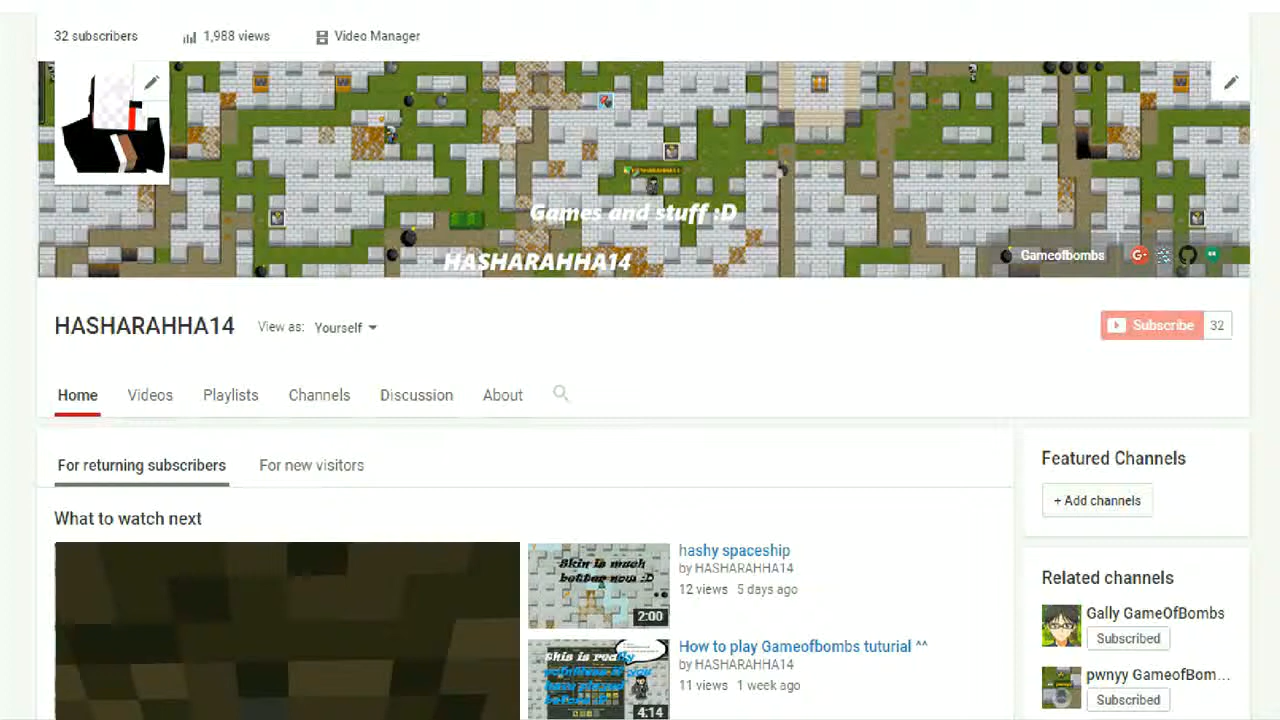 32 subscribers
1,988 views
Video Manager
Games and stuff :D
HASHARAHHA14
Gameofbombs
G+
HASHARAHHA14
View as: Yourself
Subscribe 32
Home Videos Playlists Channels Discussion About
For returning subscribers
For new visitors
What to watch next
Skin is much
better now :D
2:00
hashy spaceship
by HASHARAHHA14
12 views 5 days ago
this is really
4:14
How to play Gameofbombs tuturial ^^
by HASHARAHHA14
11 views 1 week ago
Featured Channels
+ Add channels
Related channels
Gally GameOfBombs
Subscribed
pwnyy GameofBom...
Subscribed